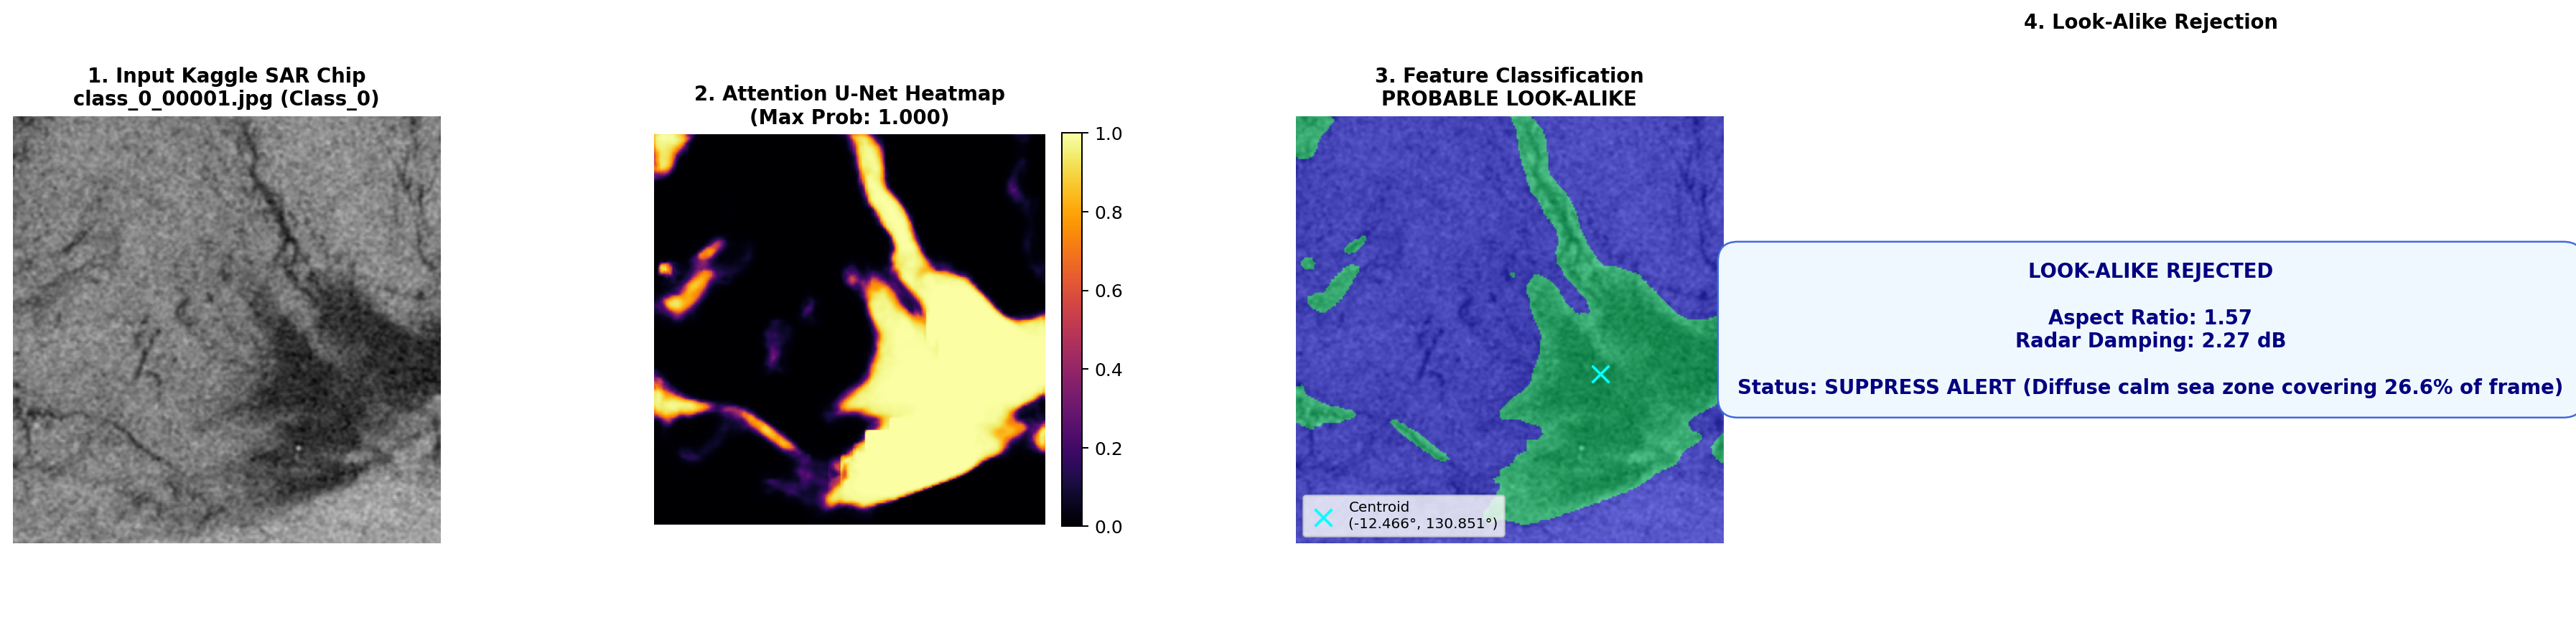 1. Input Kaggle SAR Chip
class_0_00001.jpg (Class_0)
2. Attention U-Net Heatmap
(Max Prob: 1.000)
1.0
0.8
0.6
0.4
0.2
0.0
3. Feature Classification
PROBABLE LOOK-ALIKE
Centroid
(-12.466°, 130.851°)
4. Look-Alike Rejection
LOOK-ALIKE REJECTED
Aspect Ratio: 1.57
Radar Damping: 2.27 dB
Status: SUPPRESS ALERT (Diffuse calm sea zone covering 26.6% of frame)